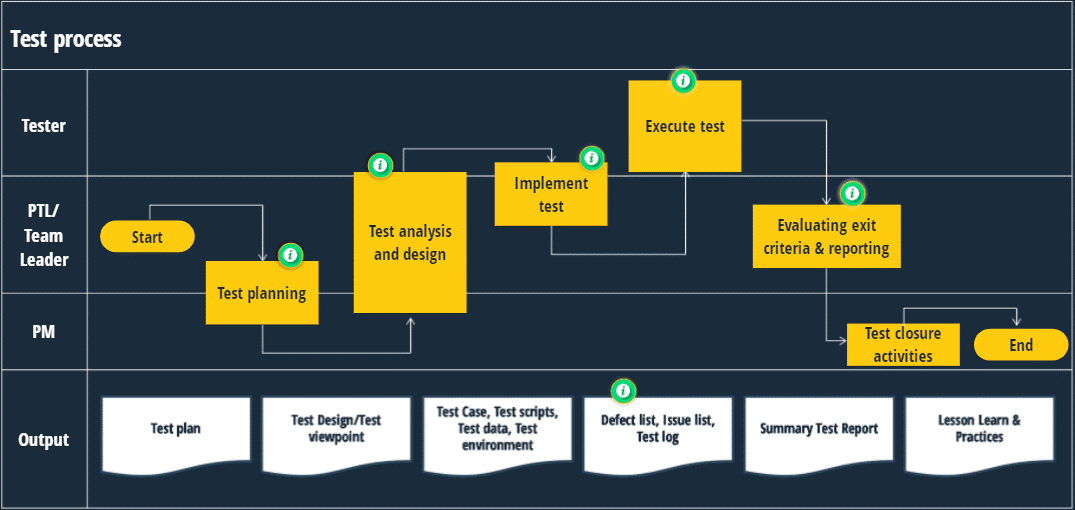 Test process
Tester
Execute test
Implement
test
PTL/
Team
Leader
Start
Test planning
Test analysis
and design
Evaluating exit
criteria & reporting
PM
Test closure
activities
End
Output
Test plan
Test Design/Test
viewpoint
Test Case, Test scripts,
Test data, Test
environment
Defect list, Issue list,
Test log
Summary Test Report
Lesson Learn &
Practices